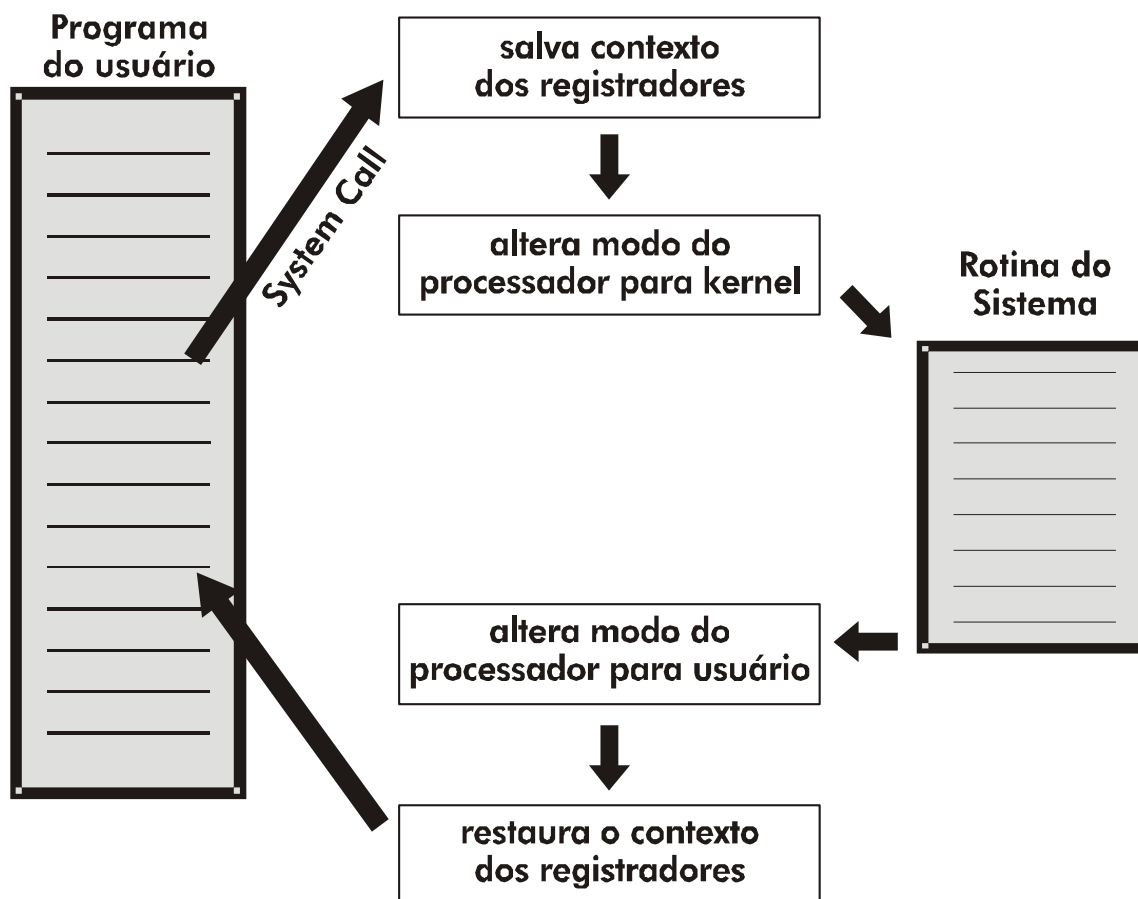 Programa
do usuário
salva contexto
dos registradores
System Call
altera modo do
processador para kernel
Rotina do
Sistema
altera modo do
processador para usuário
restaura o contexto
dos registradores